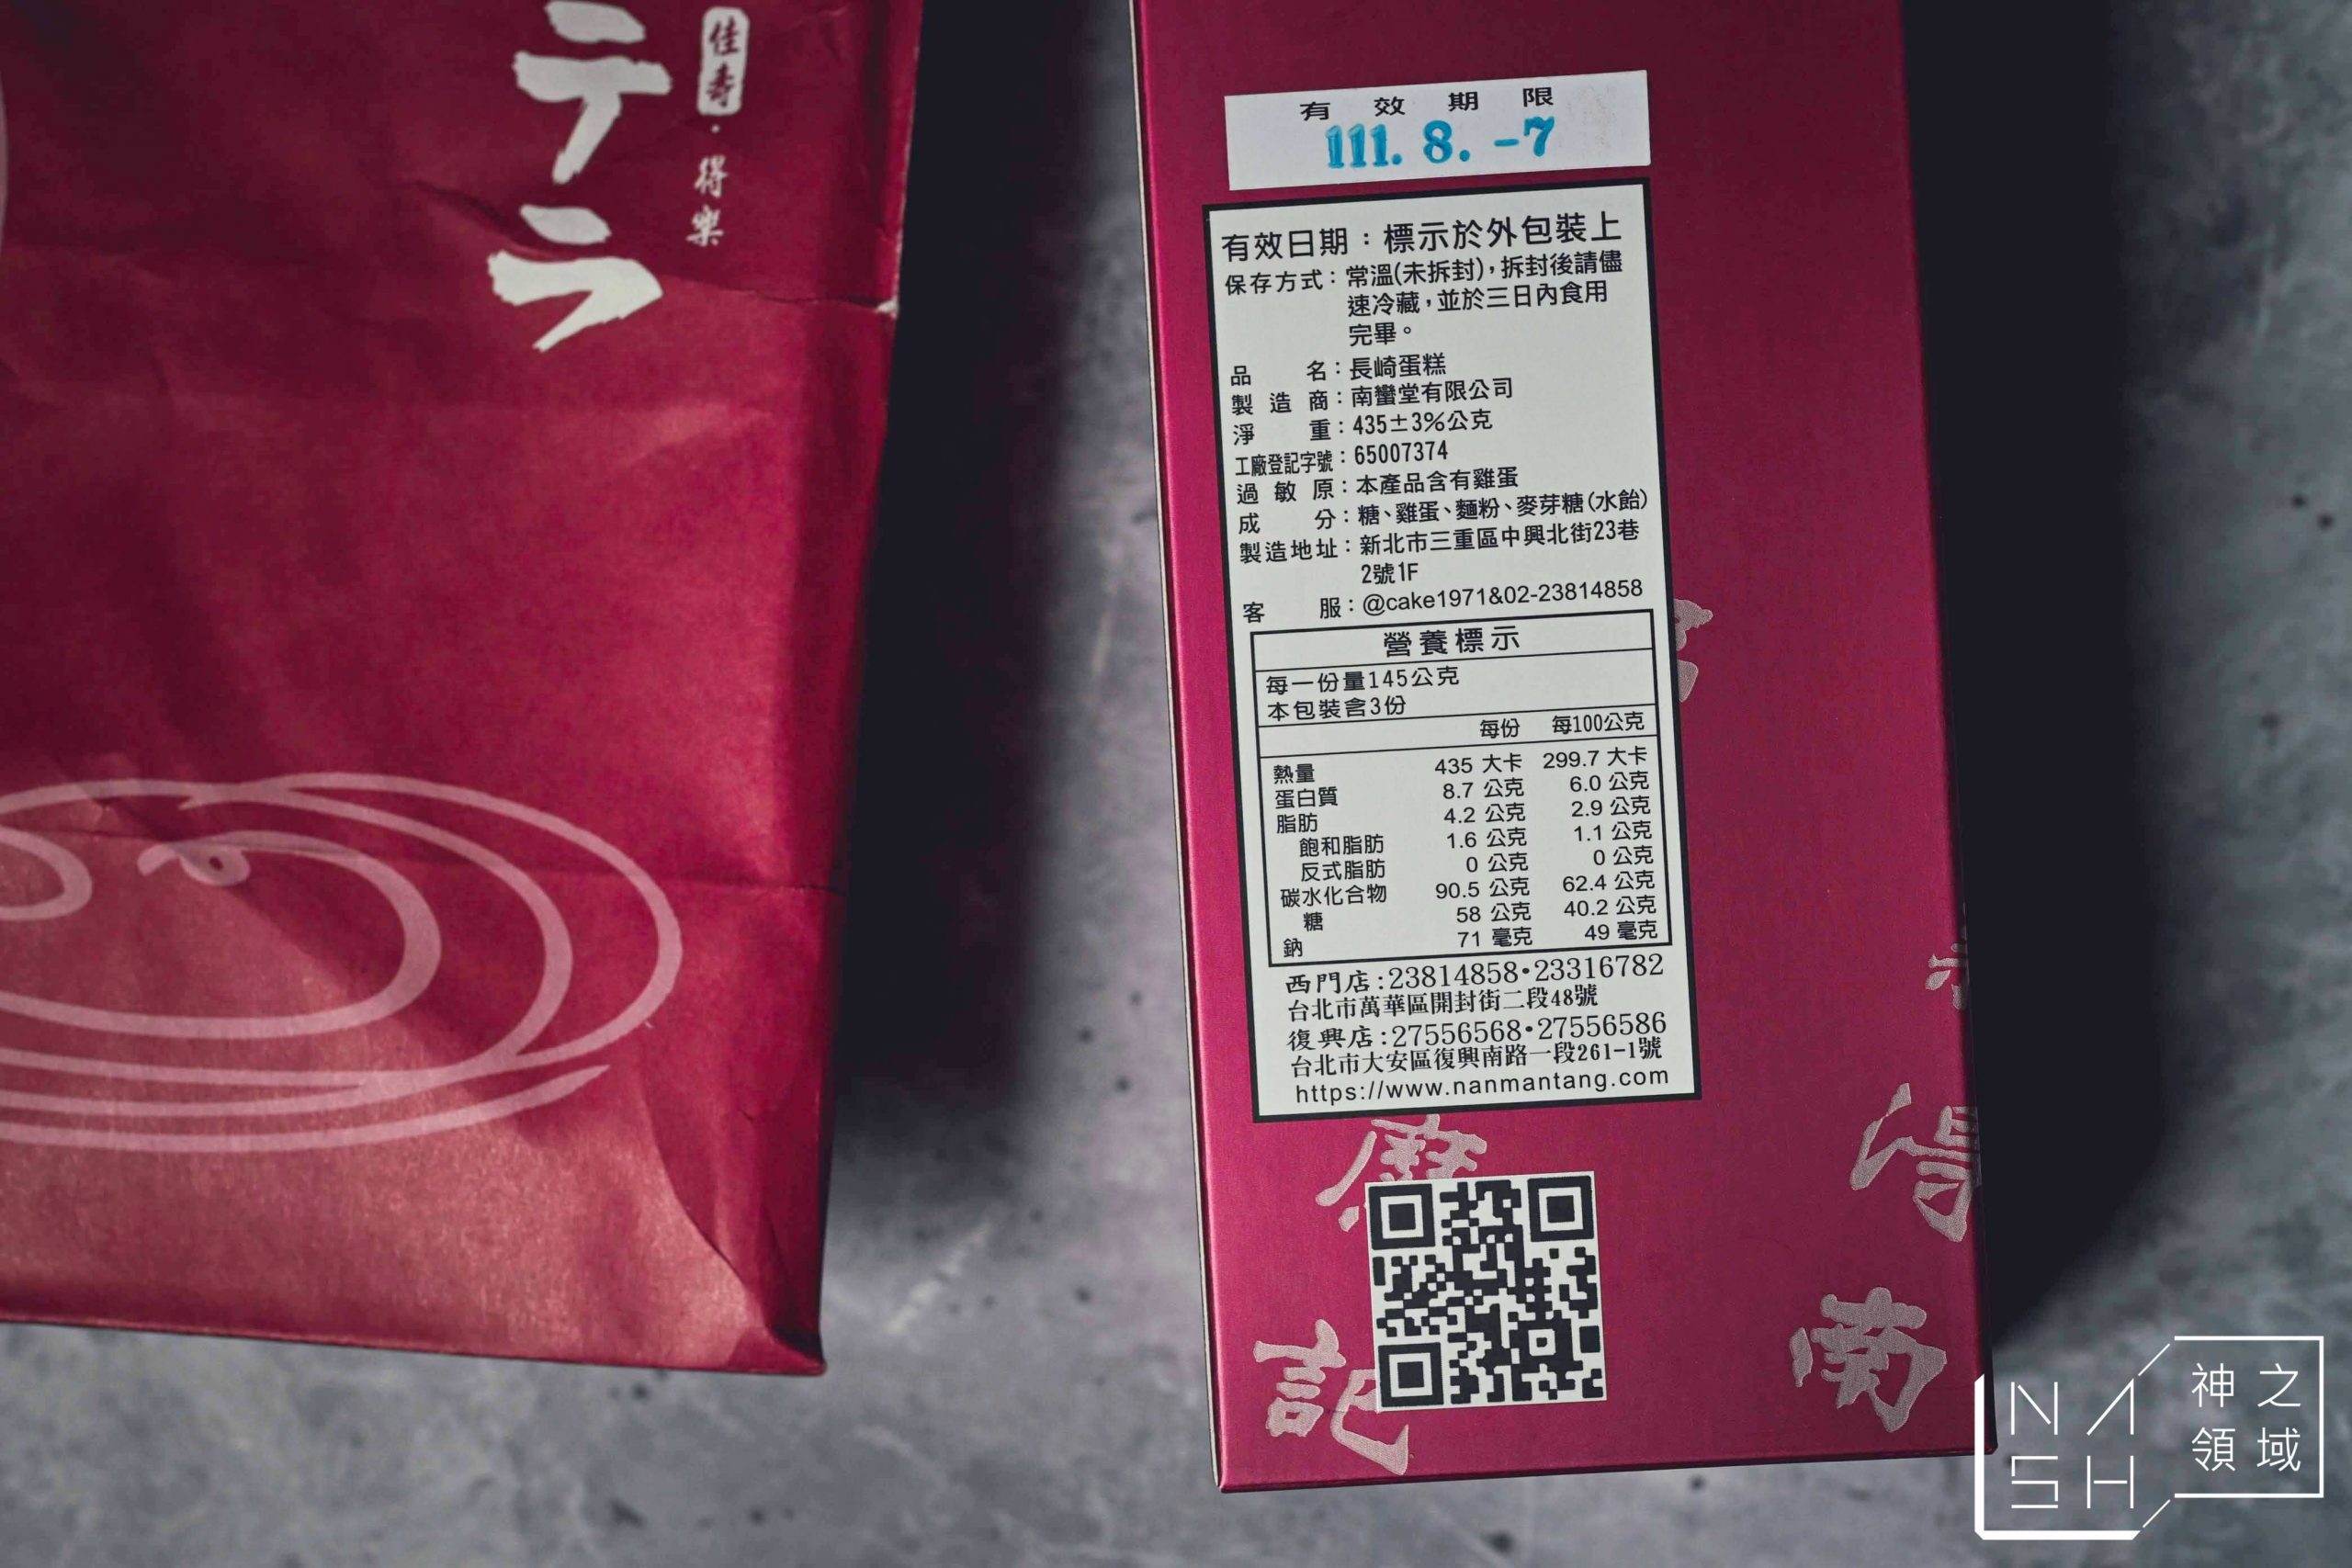 テラ
佳壽・得樂
有效期限
111. 8. -7
有效日期：標示於外包裝上
保存方式：常溫(未拆封)，拆封後請儘
速冷藏，並於三日內食用
完畢。
品名：長崎蛋糕
製造商：南蠻堂有限公司
淨重：435±3%公克
工廠登記字號：65007374
過敏原：本產品含有雞蛋
成分：糖、雞蛋、麵粉、麥芽糖(水飴)
製造地址：新北市三重區中興北街23巷
2號1F
客服：@cake1971&02-23814858
營養標示
每一份量145公克
本包裝含3份
每份 每100公克
熱量 435 大卡 299.7 大卡
蛋白質 8.7 公克 6.0 公克
脂肪 4.2 公克 2.9 公克
飽和脂肪 1.6 公克 1.1 公克
反式脂肪 0 公克 0 公克
碳水化合物 90.5 公克 62.4 公克
糖 58 公克 40.2 公克
鈉 71 毫克 49 毫克
西門店:23814858•23316782
台北市萬華區開封街二段48號
復興店:27556568•27556586
台北市大安區復興南路一段261-1號
https://www.nanmantang.com
記
南
NASH
神之
領域